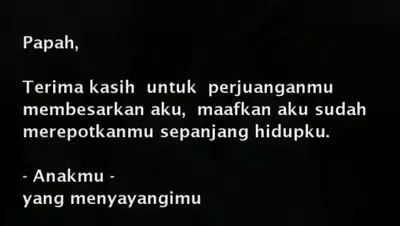 Papah,
Terima kasih untuk perjuanganmu
membesarkan aku, maafkan aku sudah
merepotkanmu sepanjang hidupku.
- Anakmu -
yang menyayangimu